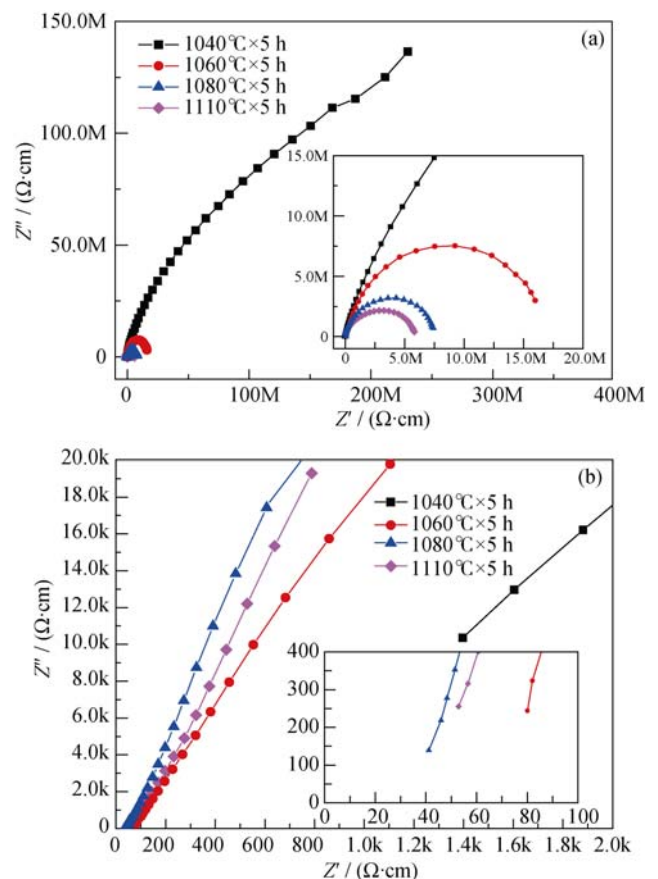 150.0M
1040℃×5 h
1060℃×5 h
1080℃×5 h
1110℃×5 h
(a)
100.0M
50.0M
0
Z″ / (Ω·cm)
0
100M
200M
300M
400M
Z′ / (Ω·cm)
15.0M
10.0M
5.0M
0
0
5.0M
10.0M
15.0M
20.0M
20.0k
18.0k
16.0k
14.0k
12.0k
10.0k
8.0k
6.0k
4.0k
2.0k
0
Z″ / (Ω·cm)
(b)
1040℃×5 h
1060℃×5 h
1080℃×5 h
1110℃×5 h
400
300
200
100
0
0
20
40
60
80
100
0
200
400
600
800
1.0k
1.2k
1.4k
1.6k
1.8k
2.0k
Z′ / (Ω·cm)